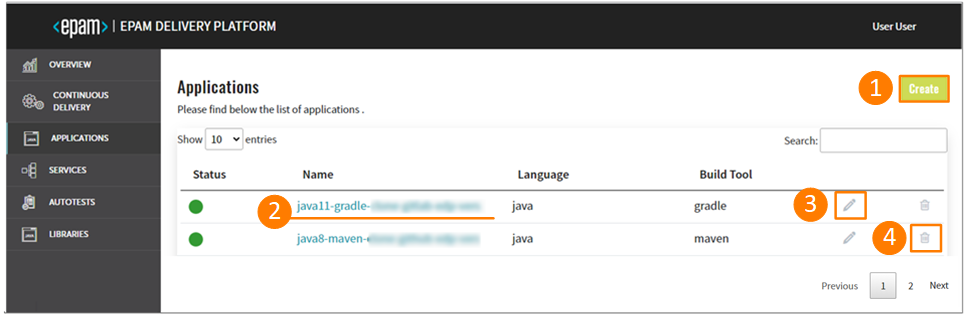 <epam> | EPAM DELIVERY PLATFORM
User User
OVERVIEW
CONTINUOUS
DELIVERY
APPLICATIONS
SERVICES
AUTOTESTS
LIBRARIES
Applications
1
Create
Please find below the list of applications .
Show 10 entries
Search:
Status Name Language Build Tool
2 java11-gradle- java gradle 3
java8-maven- java maven 4
Previous 1 2 Next